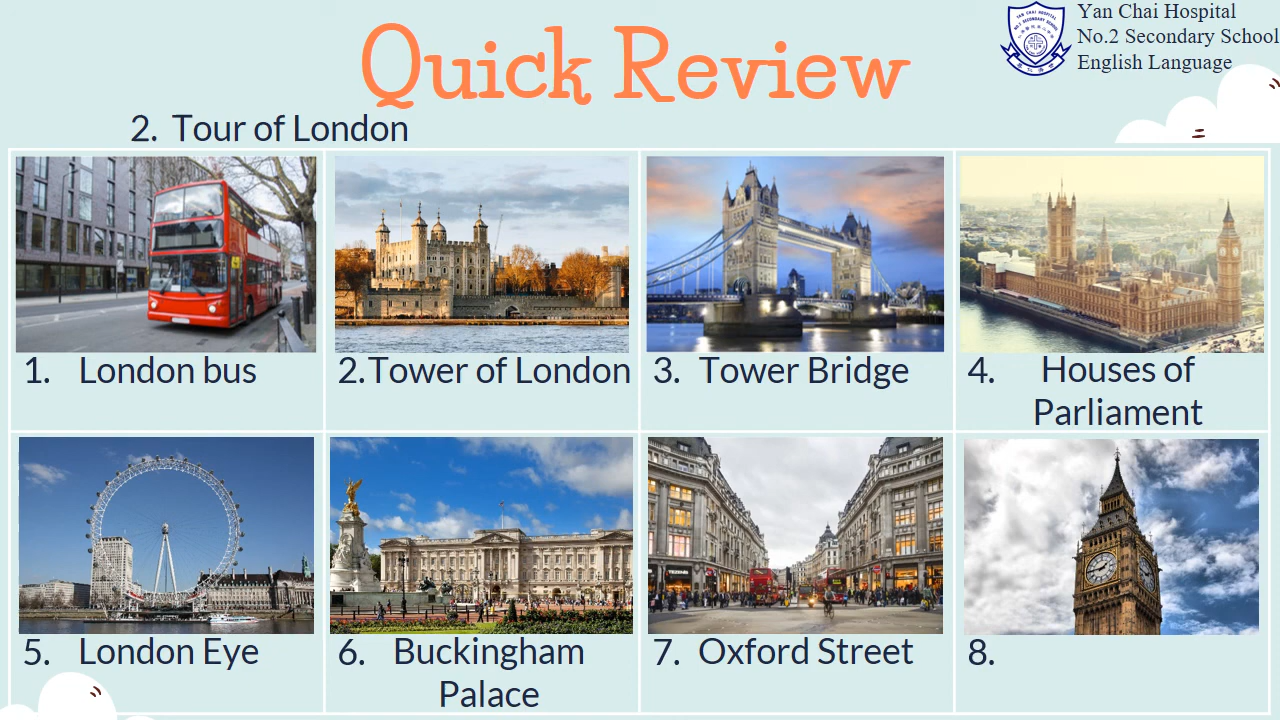 Quick Review
Yan Chai Hospital
No.2 Secondary School
English Language
2. Tour of London
1. London bus
2.Tower of London
3. Tower Bridge
4. Houses of
Parliament
5. London Eye
6. Buckingham
Palace
7. Oxford Street
8.